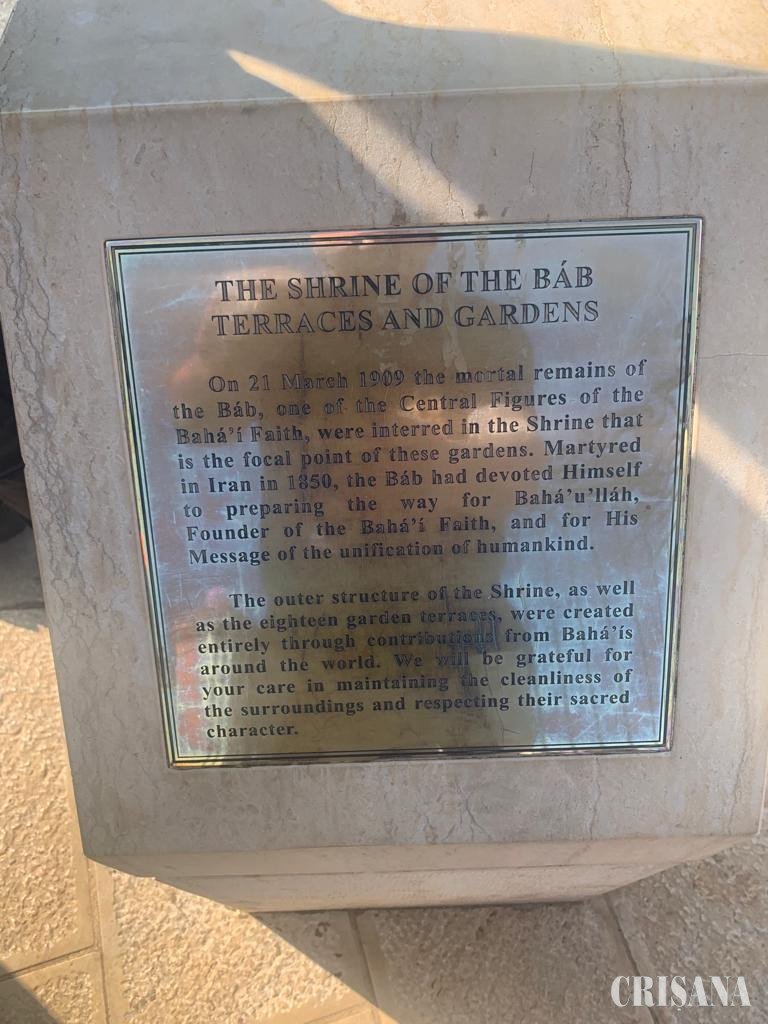 THE SHRINE OF THE BÁB
TERRACES AND GARDENS
On 21 March 1909 the mortal remains of
the Báb, one of the Central Figures of the
Bahá’í Faith, were interred in the Shrine that
is the focal point of these gardens. Martyred
in Iran in 1850, the Báb had devoted Himself
to preparing the way for Bahá’u’lláh,
Founder of the Bahá’í Faith, and for His
Message of the unification of humankind.
The outer structure of the Shrine, as well
as the eighteen garden terraces, were created
entirely through contributions from Bahá’ís
around the world. We will be grateful for
your care in maintaining the cleanliness of
the surroundings and respecting their sacred
character.
CRIȘANA